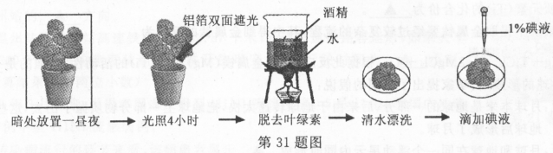 铝箔双面遮光
酒精
水
1%碘液
暗处放置一昼夜
光照4小时
脱去叶绿素
清水漂洗
滴加碘液
第31题图